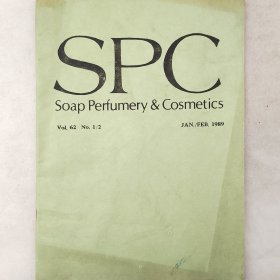 SPC
Soap Perfumery & Cosmetics
Vol. 62 No. 1/2 JAN./FEB. 1989